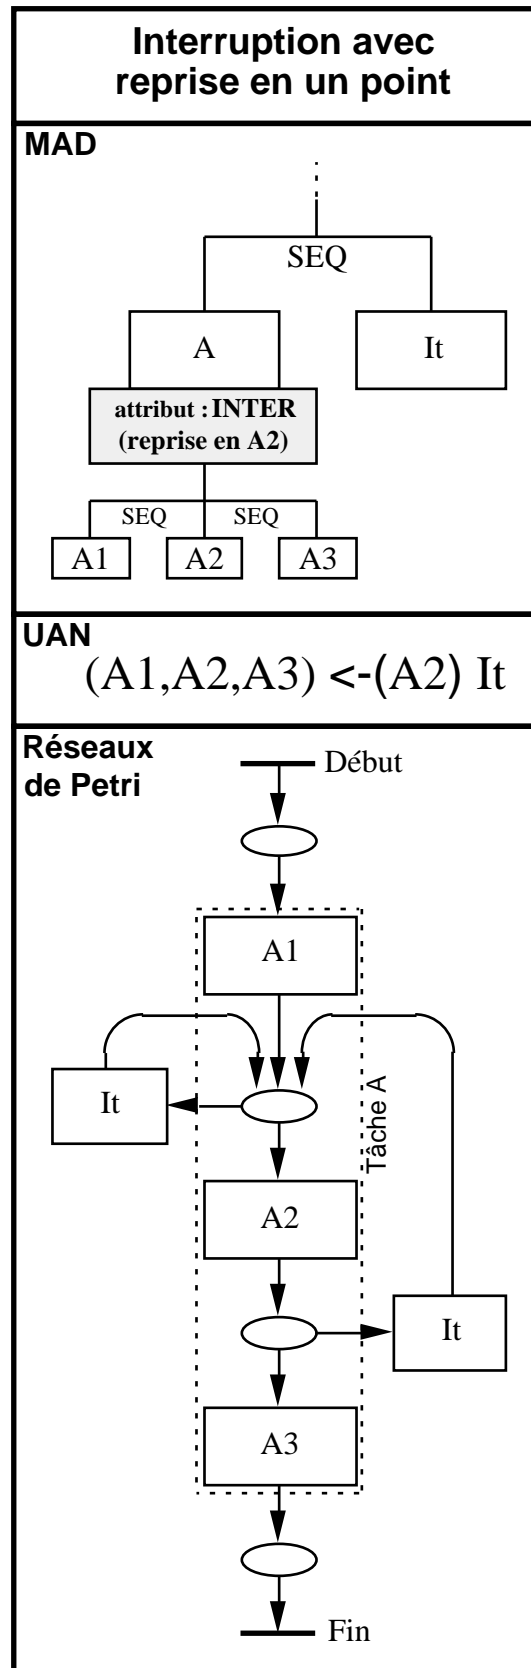 Interruption avec
reprise en un point
MAD
SEQ
A
It
attribut : INTER
(reprise en A2)
SEQ SEQ
A1 A2 A3
UAN
(A1,A2,A3) <-(A2) It
Réseaux
de Petri
Début
A1
It
Tâche A
A2
It
A3
Fin